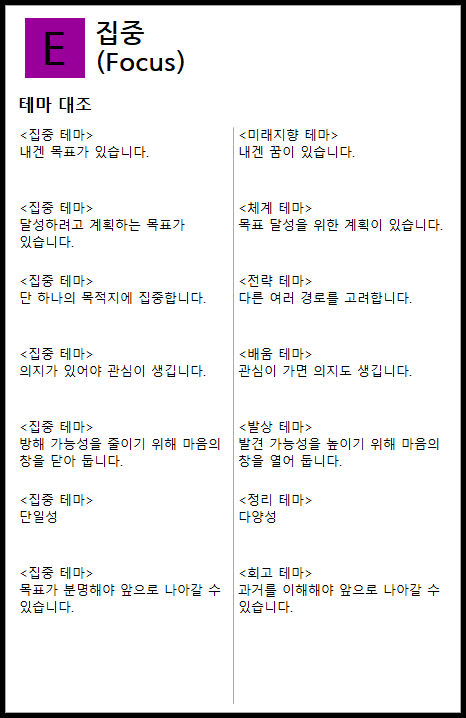 E
집중
(Focus)
테마 대조
<집중 테마>
내겐 목표가 있습니다.
<미래지향 테마>
내겐 꿈이 있습니다.
<집중 테마>
달성하려고 계획하는 목표가
있습니다.
<체계 테마>
목표 달성을 위한 계획이 있습니다.
<집중 테마>
단 하나의 목적지에 집중합니다.
<전략 테마>
다른 여러 경로를 고려합니다.
<집중 테마>
의지가 있어야 관심이 생깁니다.
<배움 테마>
관심이 가면 의지도 생깁니다.
<집중 테마>
방해 가능성을 줄이기 위해 마음의
창을 닫아 둡니다.
<발상 테마>
발견 가능성을 높이기 위해 마음의
창을 열어 둡니다.
<집중 테마>
단일성
<정리 테마>
다양성
<집중 테마>
목표가 분명해야 앞으로 나아갈 수
있습니다.
<회고 테마>
과거를 이해해야 앞으로 나아갈 수
있습니다.